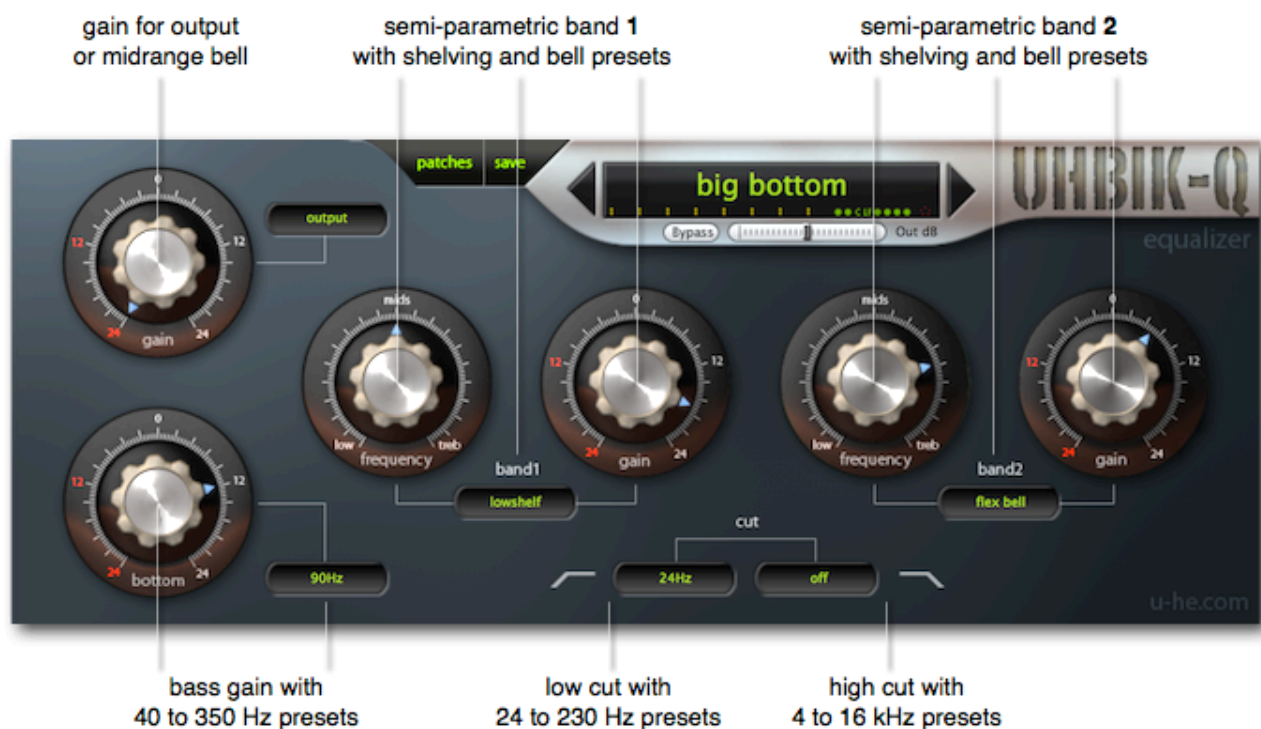 gain for output
or midrange bell
semi-parametric band 1
with shelving and bell presets
semi-parametric band 2
with shelving and bell presets
patches save
big bottom
C LF
Bypass
Out dB
UHBIK-Q
equalizer
0
12
12
24
24
gain
output
mids
low
treb
frequency
0
12
12
24
24
gain
band1
lowshelf
mids
low
treb
frequency
0
12
12
24
24
gain
band2
flex bell
0
12
12
24
24
bottom
90Hz
cut
24Hz
off
u-he.com
bass gain with
40 to 350 Hz presets
low cut with
24 to 230 Hz presets
high cut with
4 to 16 kHz presets